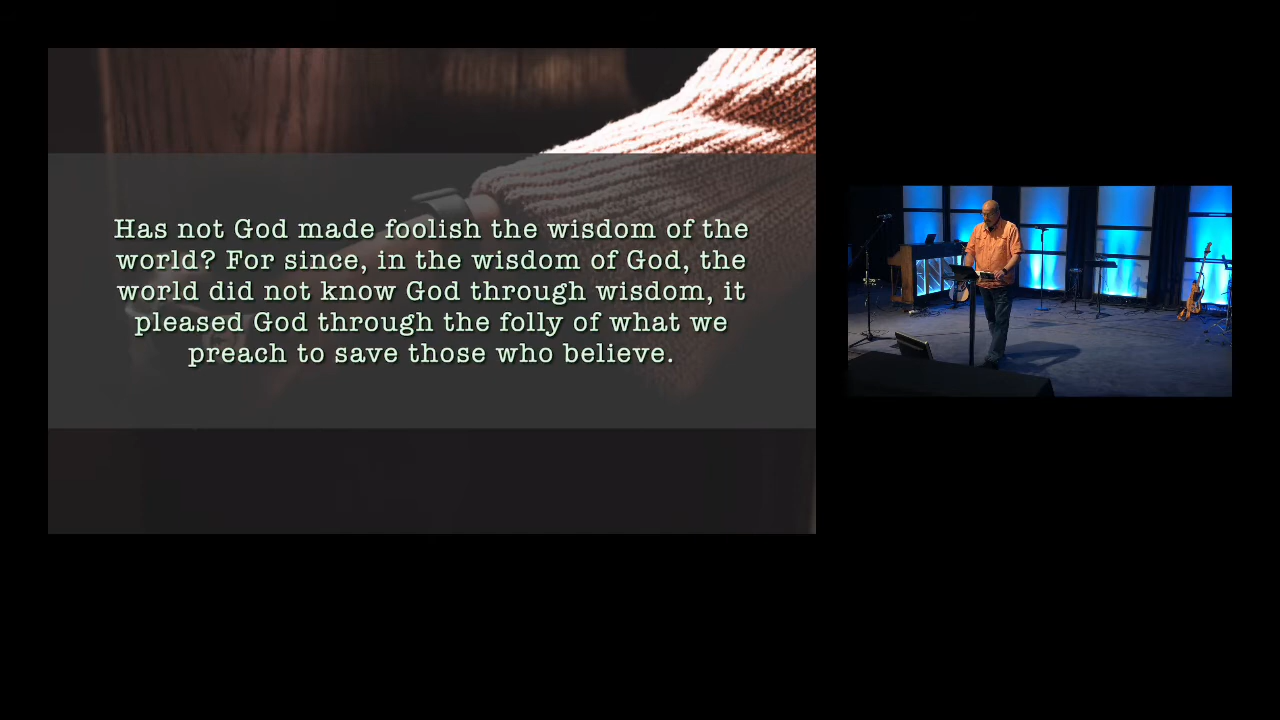 Has not God made foolish the wisdom of the
world? For since, in the wisdom of God, the
world did not know God through wisdom, it
pleased God through the folly of what we
preach to save those who believe.